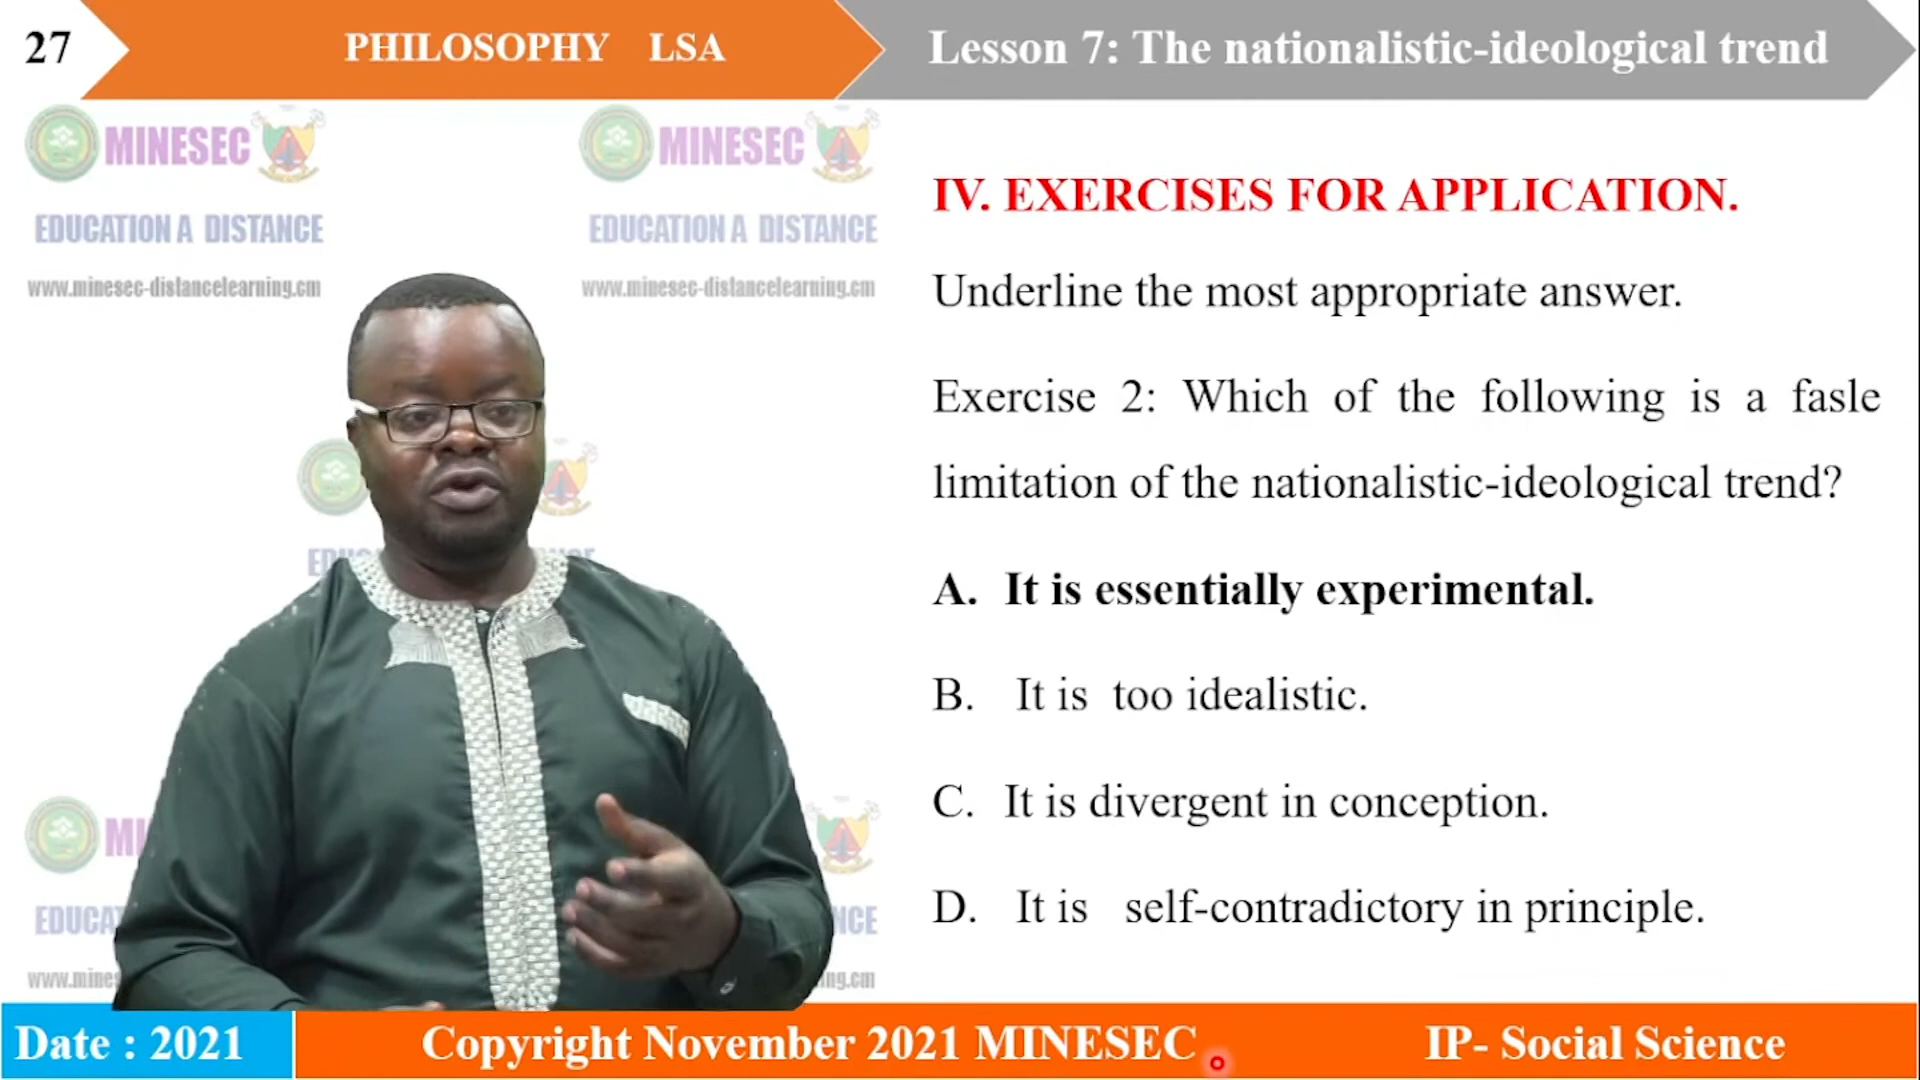 27
PHILOSOPHY LSA
Lesson 7: The nationalistic-ideological trend
MINESEC
MINESEC
EDUCATION A DISTANCE
EDUCATION A DISTANCE
www.minesec-distancelearning.cm
www.minesec-distancelearning.cm
IV. EXERCISES FOR APPLICATION.
Underline the most appropriate answer.
Exercise 2: Which of the following is a fasle
limitation of the nationalistic-ideological trend?
A. It is essentially experimental.
B. It is too idealistic.
C. It is divergent in conception.
D. It is self-contradictory in principle.
Date : 2021
Copyright November 2021 MINESEC
IP- Social Science